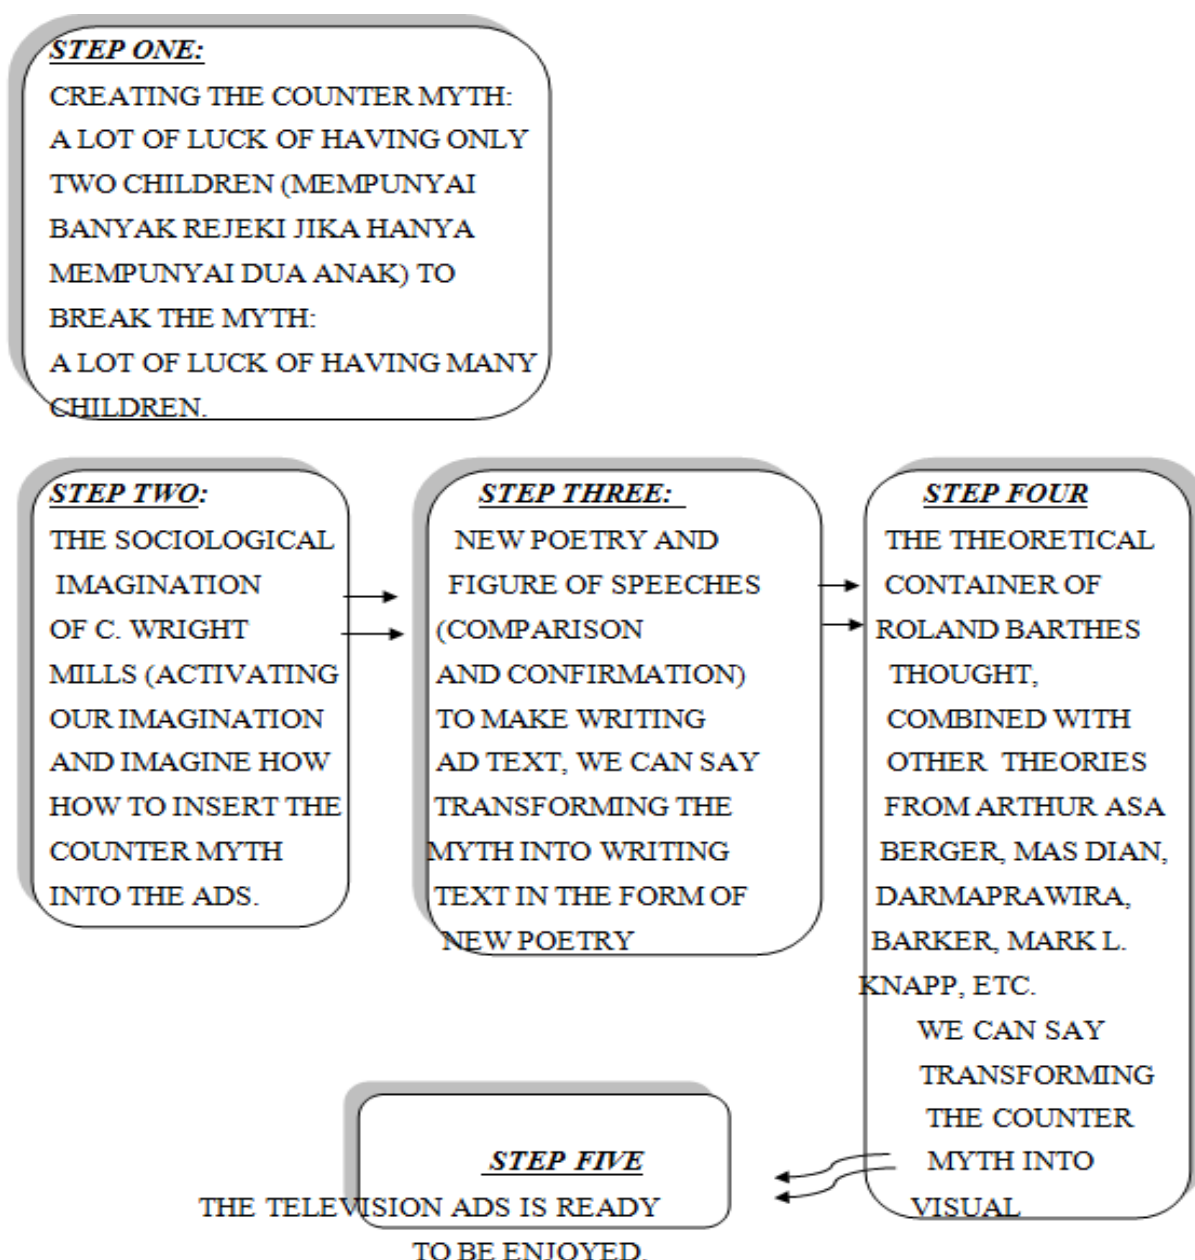 STEP ONE:
CREATING THE COUNTER MYTH:
A LOT OF LUCK OF HAVING ONLY
TWO CHILDREN (MEMPUNYAI
BANYAK REJEKI JIKA HANYA
MEMPUNYAI DUA ANAK) TO
BREAK THE MYTH:
A LOT OF LUCK OF HAVING MANY
CHILDREN.
STEP TWO:
THE SOCIOLOGICAL
IMAGINATION
OF C. WRIGHT
MILLS (ACTIVATING
OUR IMAGINATION
AND IMAGINE HOW
HOW TO INSERT THE
COUNTER MYTH
INTO THE ADS.
STEP THREE:
NEW POETRY AND
FIGURE OF SPEECHES
(COMPARISON
AND CONFIRMATION)
TO MAKE WRITING
AD TEXT, WE CAN SAY
TRANSFORMING THE
MYTH INTO WRITING
TEXT IN THE FORM OF
NEW POETRY
STEP FOUR
THE THEORETICAL
CONTAINER OF
ROLAND BARTHES
THOUGHT,
COMBINED WITH
OTHER THEORIES
FROM ARTHUR ASA
BERGER, MAS DIAN,
DARMAPRAWIRA,
BARKER, MARK L.
KNAPP, ETC.
WE CAN SAY
TRANSFORMING
THE COUNTER
MYTH INTO
VISUAL
STEP FIVE
THE TELEVISION ADS IS READY
TO BE ENJOYED.